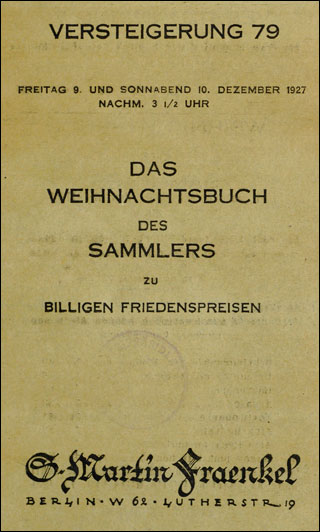 VERSTEIGERUNG 79
FREITAG 9. UND SONNABEND 10. DEZEMBER 1927
NACHM. 3 1/2 UHR
DAS
WEIHNACHTSBUCH
DES
SAMMLERS
ZU
BILLIGEN FRIEDENSPREISEN
S. Martin Fraenkel
BERLIN · W 62 · LUTHERSTR 19